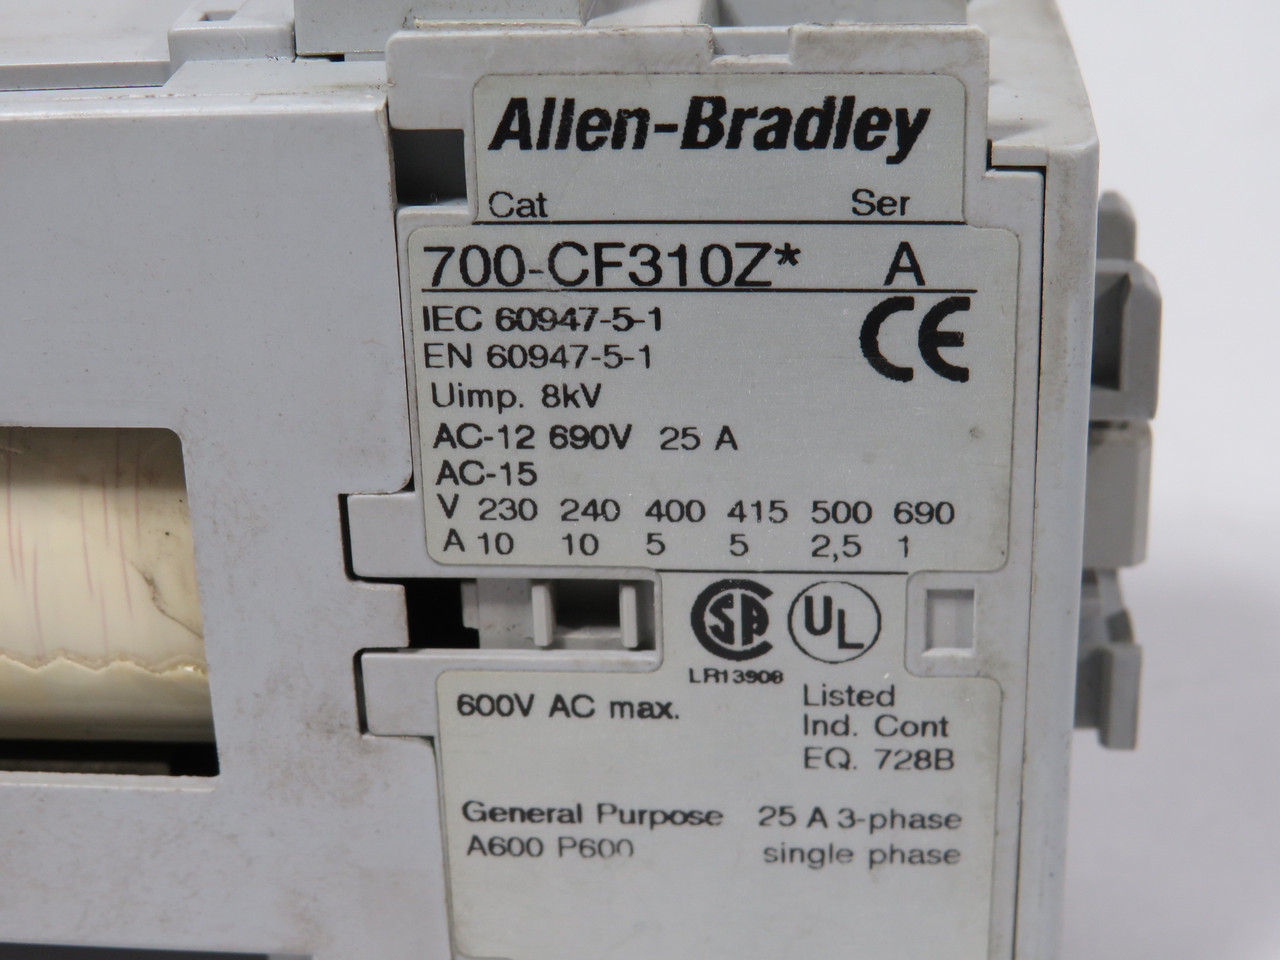 Allen-Bradley
Cat Ser
700-CF310Z* A
IEC 60947-5-1
EN 60947-5-1
CE
Uimp. 8kV
AC-12 690V 25 A
AC-15
V 230 240 400 415 500 690
A 10 10 5 5 2,5 1
SA UL
LR13908
600V AC max.
Listed
Ind. Cont
EQ. 728B
General Purpose 25 A 3-phase
A600 P600 single phase